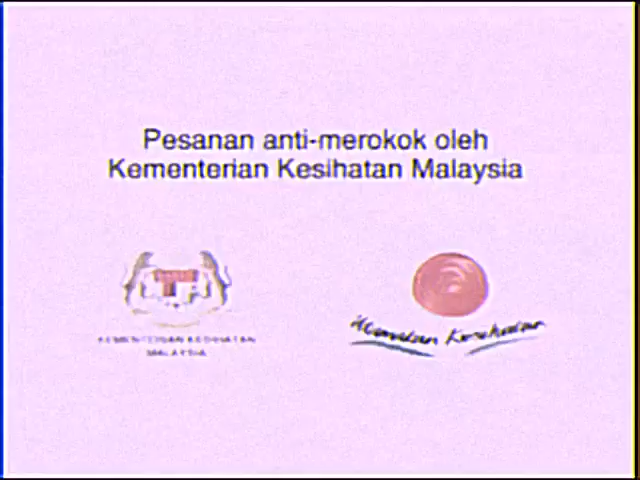 Pesanan anti-merokok oleh
Kementerian Kesihatan Malaysia
KEMENTERIAN KESIHATAN
MALAYSIA